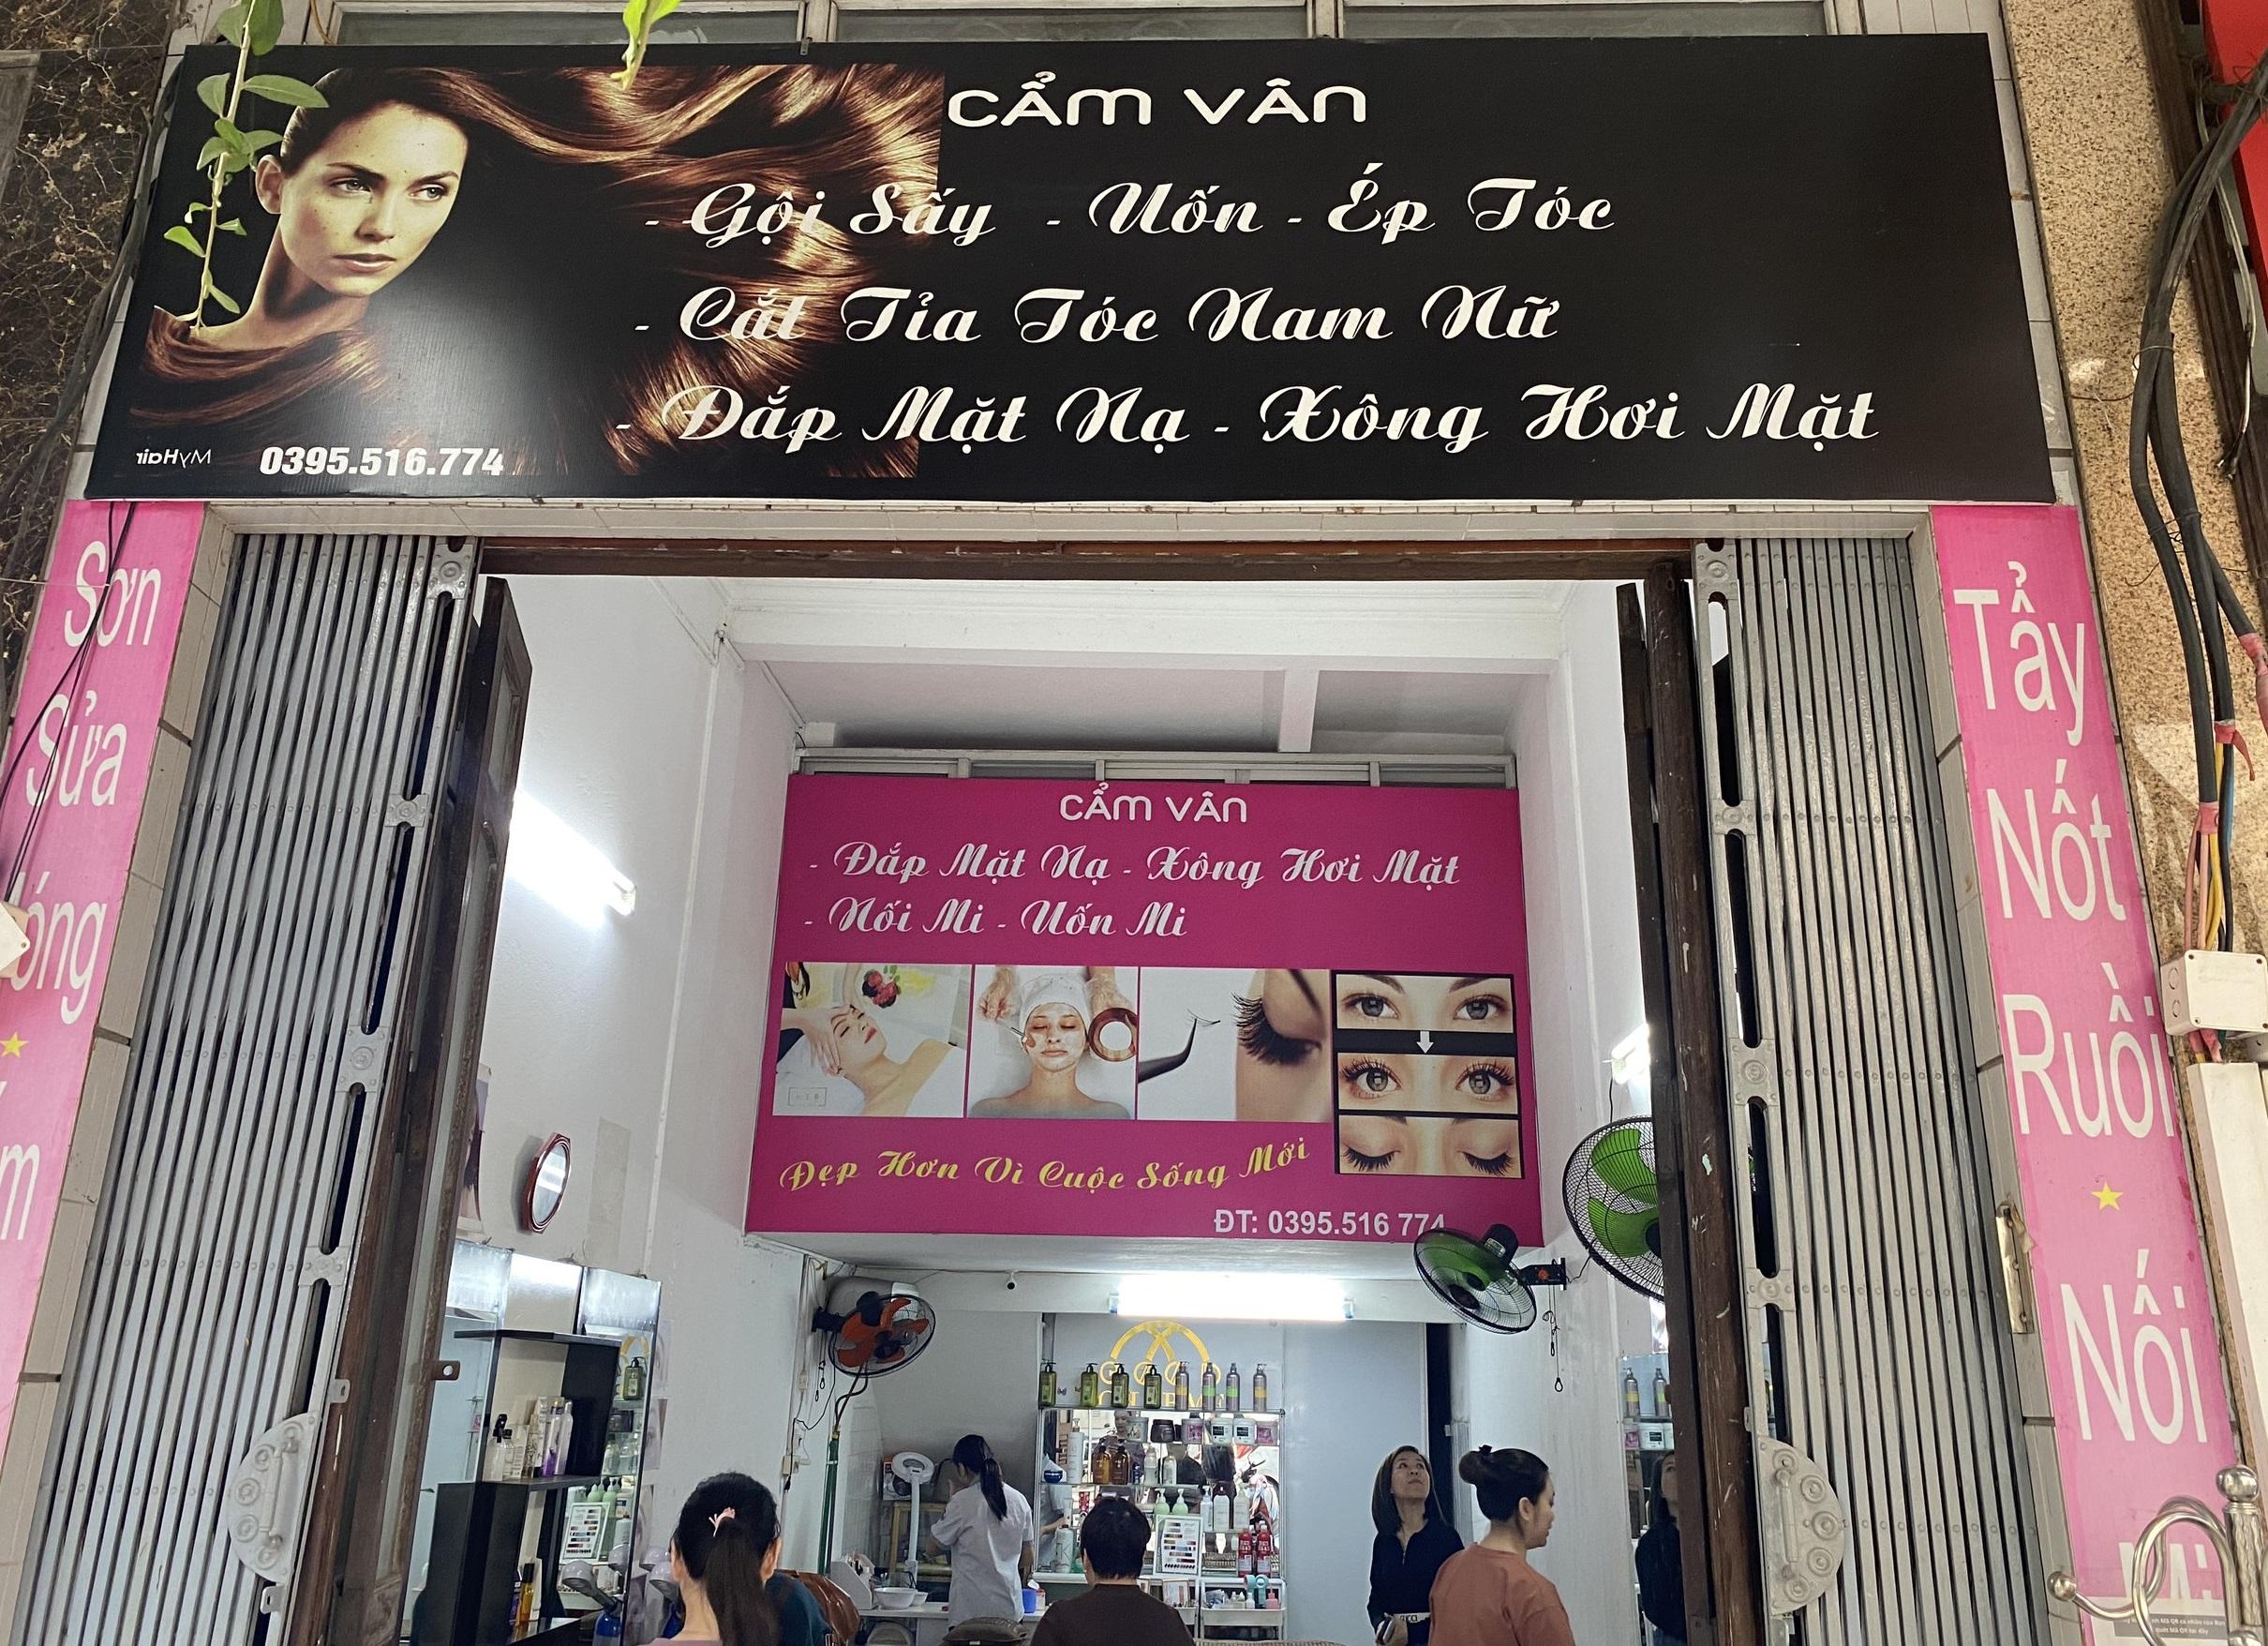 CẨM VÂN
- Gội Sấy - Uốn - Ép Tóc
- Cắt Tỉa Tóc Nam Nữ
- Đắp Mặt Nạ - Xông Hơi Mặt
MyHair
0395.516.774
Sơn
Sửa
Tẩy
Nốt
Ruồi
Nối
CẨM VÂN
- Đắp Mặt Nạ - Xông Hơi Mặt
- Nối Mi - Uốn Mi
Đẹp Hơn Vì Cuộc Sống Mới
ĐT: 0395.516 774